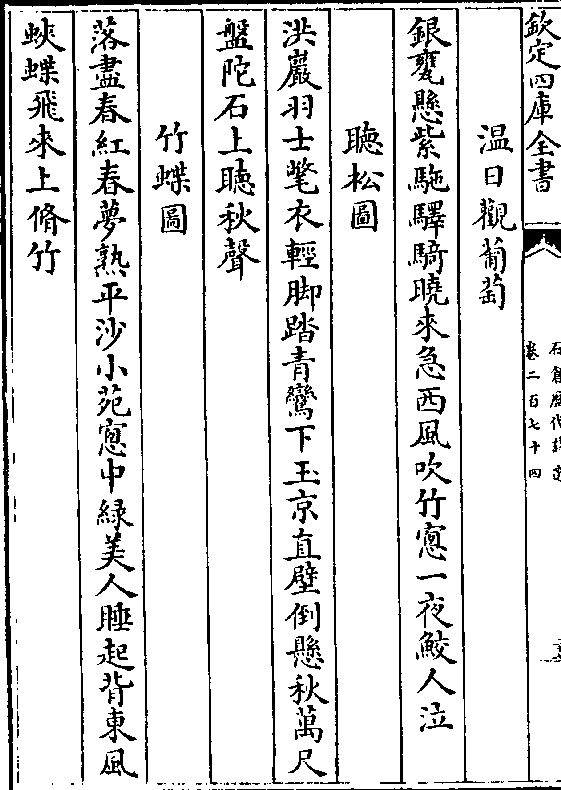 欽定四庫全書
石倉歷代詩選
卷二百七十四
温日觀葡萄
銀甕懸紫駞驛騎曉來急西風吹竹窻一夜鮫人泣
聽松圖
洪巖羽士氅衣輕脚踏青鸞下玉京直壁倒懸秋萬尺
盤陀石上聽秋聲
竹蝶圖
落盡春紅春夢熟平沙小苑窻中緑美人睡起背東風
蛺蝶飛來上脩竹